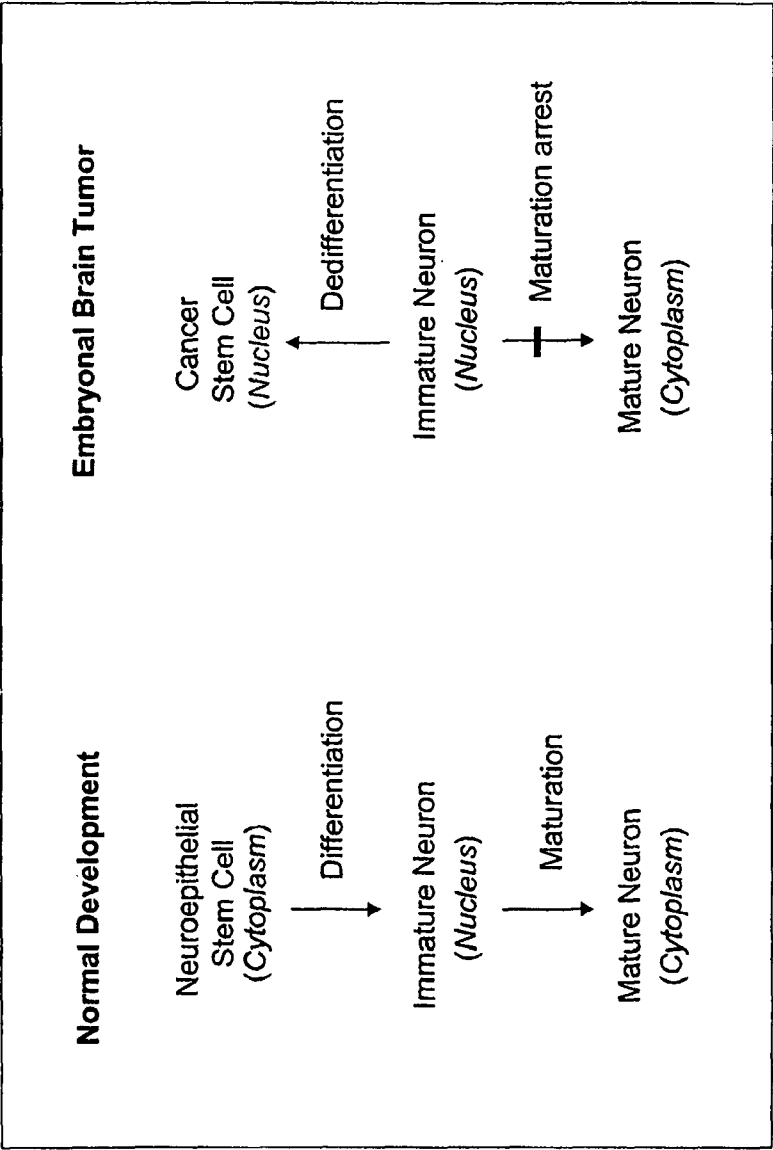 Normal Development
Neuroepithelial
Stem Cell
(Cytoplasm)
Differentiation
Immature Neuron
(Nucleus)
Maturation
Mature Neuron
(Cytoplasm)
Embryonal Brain Tumor
Cancer
Stem Cell
(Nucleus)
Dedifferentiation
Immature Neuron
(Nucleus)
Maturation arrest
Mature Neuron
(Cytoplasm)